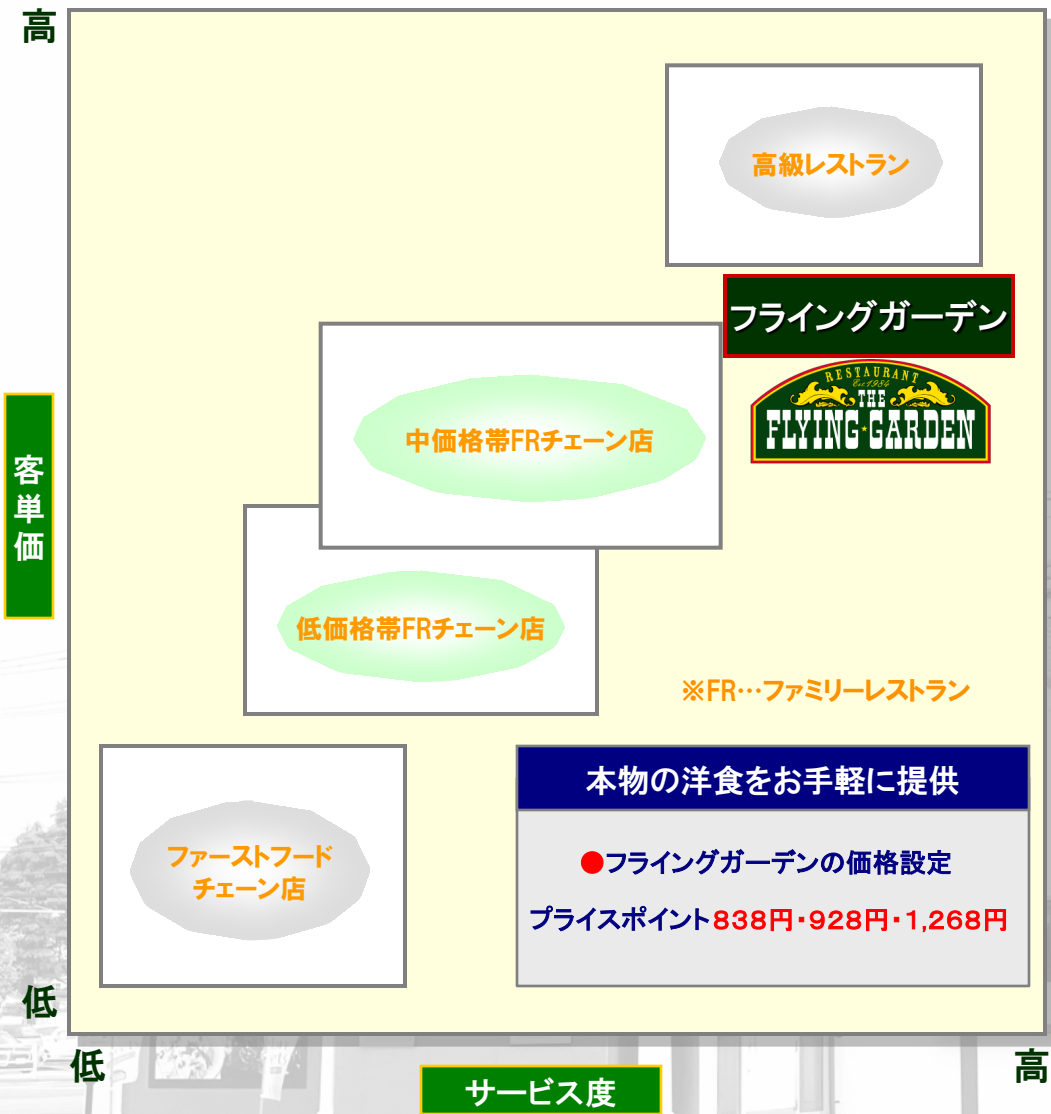 高
高級レストラン
フライングガーデン
RESTAURANT
Est 1984
THE
FLYING GARDEN
中価格帯FRチェーン店
客単価
低価格帯FRチェーン店
※FR…ファミリーレストラン
本物の洋食をお手軽に提供
●フライングガーデンの価格設定
プライスポイント838円・928円・1,268円
ファーストフード
チェーン店
低
低
高
サービス度